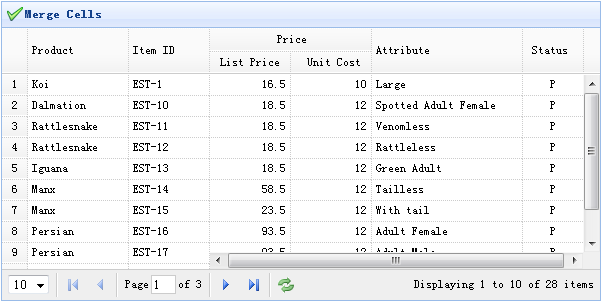 Merge Cells
Price
Product Item ID Attribute Status
List Price Unit Cost
1 Koi EST-1 16.5 10 Large P
2 Dalmation EST-10 18.5 12 Spotted Adult Female P
3 Rattlesnake EST-11 18.5 12 Venomless P
4 Rattlesnake EST-12 18.5 12 Rattleless P
5 Iguana EST-13 18.5 12 Green Adult P
6 Manx EST-14 58.5 12 Tailless P
7 Manx EST-15 23.5 12 With tail P
8 Persian EST-16 93.5 12 Adult Female P
9 Persian EST-17 93.5 12 Adult Male P
10 Page 1 of 3 Displaying 1 to 10 of 28 items